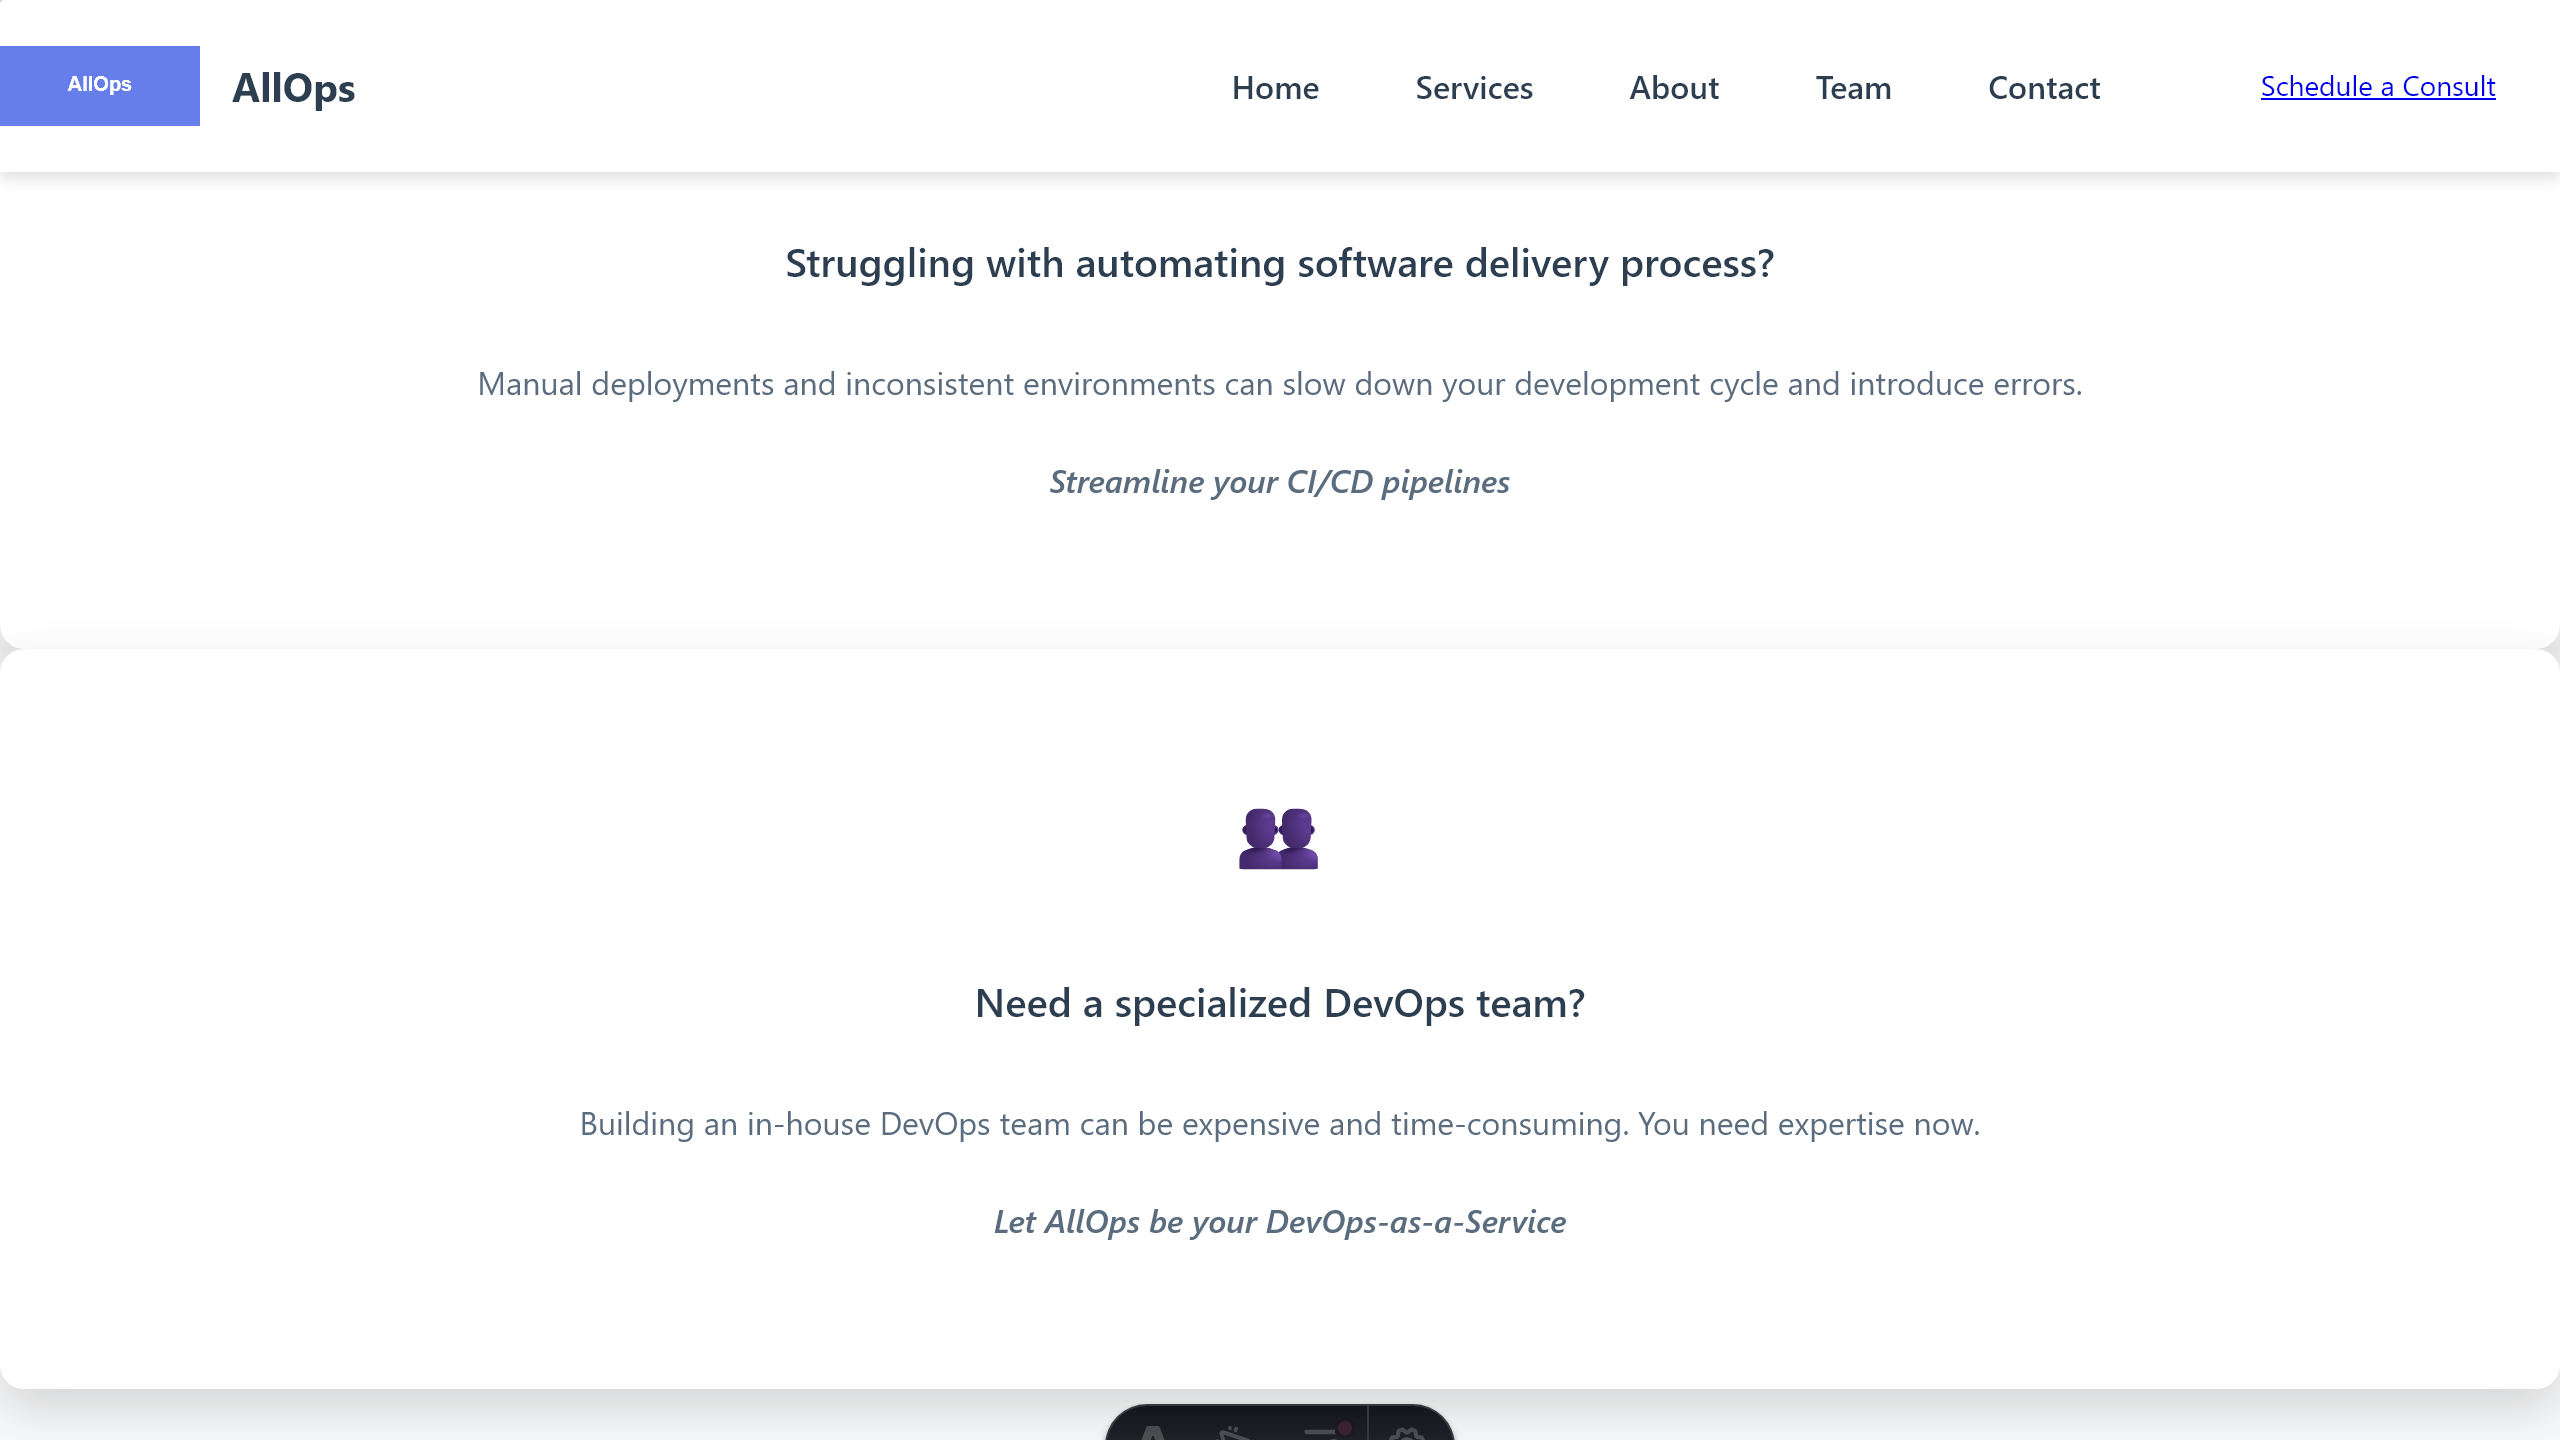 AllOps
AllOps
Home
Services
About
Team
Contact
Schedule a Consult
Struggling with automating software delivery process?
Manual deployments and inconsistent environments can slow down your development cycle and introduce errors.
Streamline your CI/CD pipelines
Need a specialized DevOps team?
Building an in-house DevOps team can be expensive and time-consuming. You need expertise now.
Let AllOps be your DevOps-as-a-Service